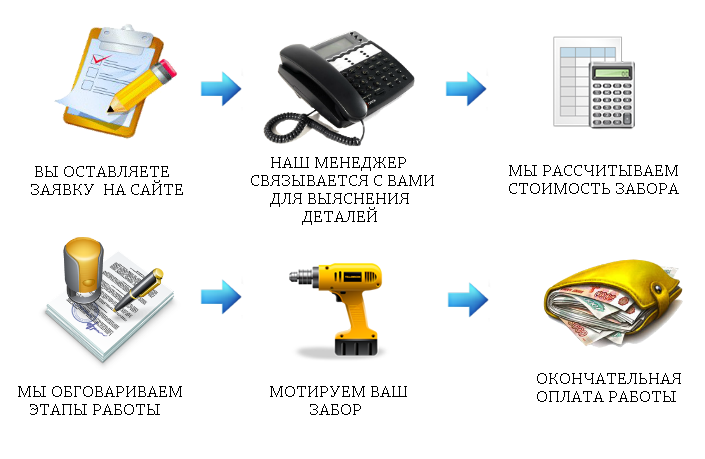 ВЫ ОСТАВЛЯЕТЕ
ЗАЯВКУ НА САЙТЕ
НАШ МЕНЕДЖЕР
СВЯЗЫВАЕТСЯ С ВАМИ
ДЛЯ ВЫЯСНЕНИЯ
ДЕТАЛЕЙ
МЫ РАССЧИТЫВАЕМ
СТОИМОСТЬ ЗАБОРА
МЫ ОБГОВАРИВАЕМ
ЭТАПЫ РАБОТЫ
МОТИРУЕМ ВАШ
ЗАБОР
ОКОНЧАТЕЛЬНАЯ
ОПЛАТА РАБОТЫ